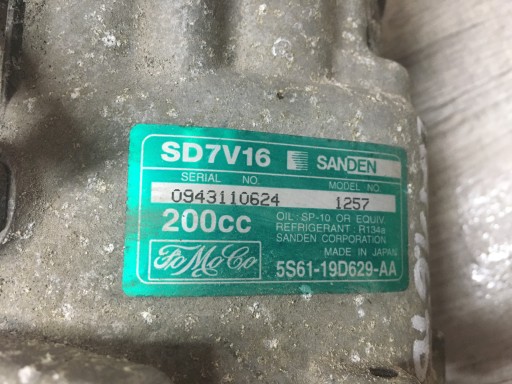 SD7V16 SANDEN
SERIAL NO. MODEL NO.
0943110624 1257
200cc
OIL: SP-10 OR EQUIV.
REFRIGERANT : R134a
SANDEN CORPORATION
MADE IN JAPAN
FoMoCo 5S61-19D629-AA